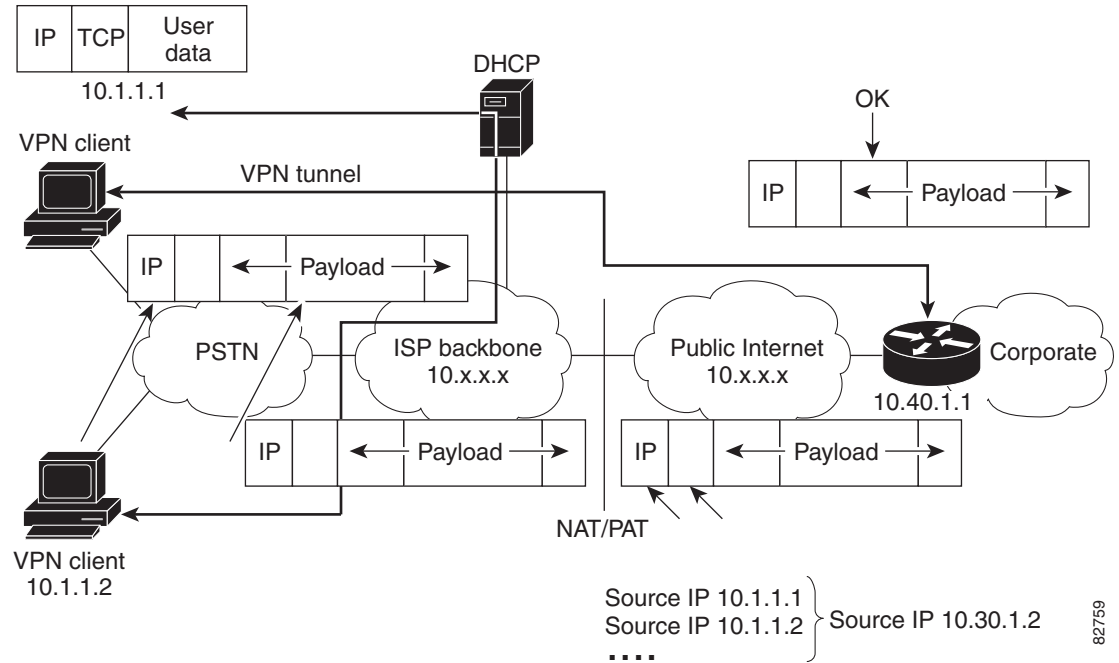 IP TCP User data
10.1.1.1
DHCP
OK
VPN client
VPN tunnel
IP Payload
IP Payload
PSTN
ISP backbone
10.x.x.x
Public Internet
10.x.x.x
Corporate
10.40.1.1
IP Payload
IP Payload
NAT/PAT
VPN client
10.1.1.2
Source IP 10.1.1.1
Source IP 10.1.1.2
....
Source IP 10.30.1.2
82759